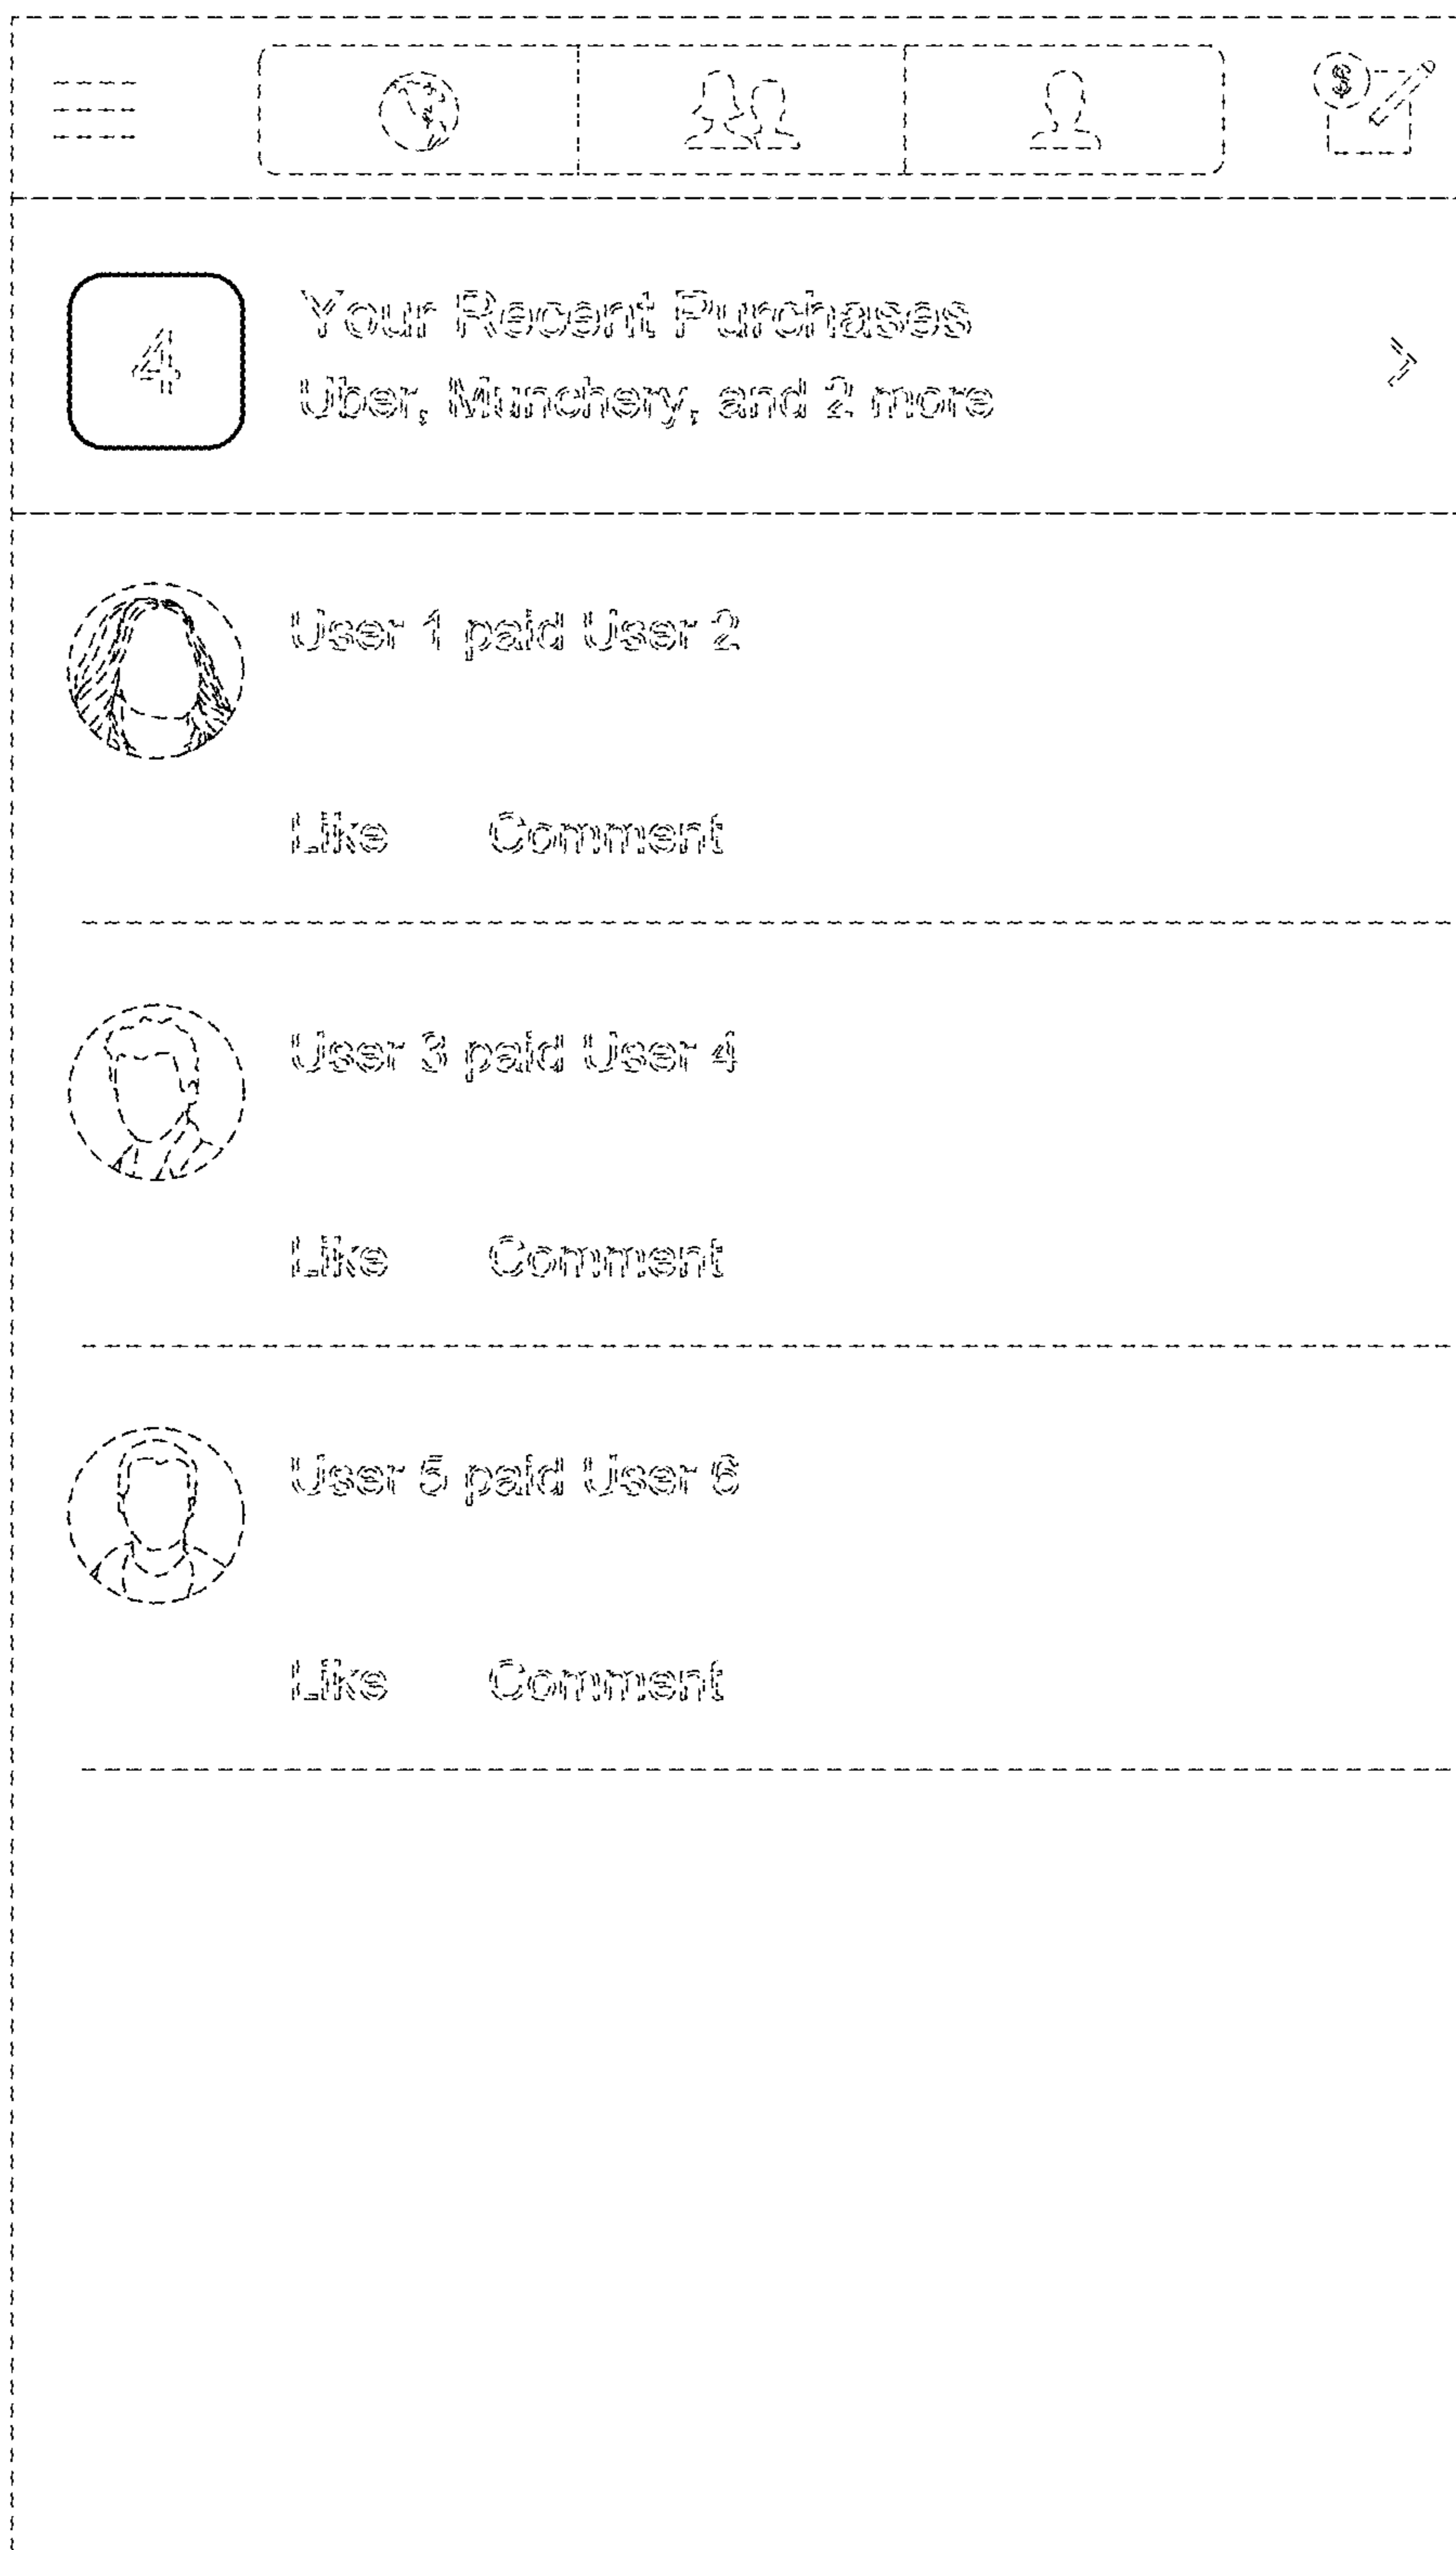 $
4
Your Recent Purchases
Uber, Munchery, and 2 more
User 1 paid User 2
Like Comment
User 3 paid User 4
Like Comment
User 5 paid User 6
Like Comment